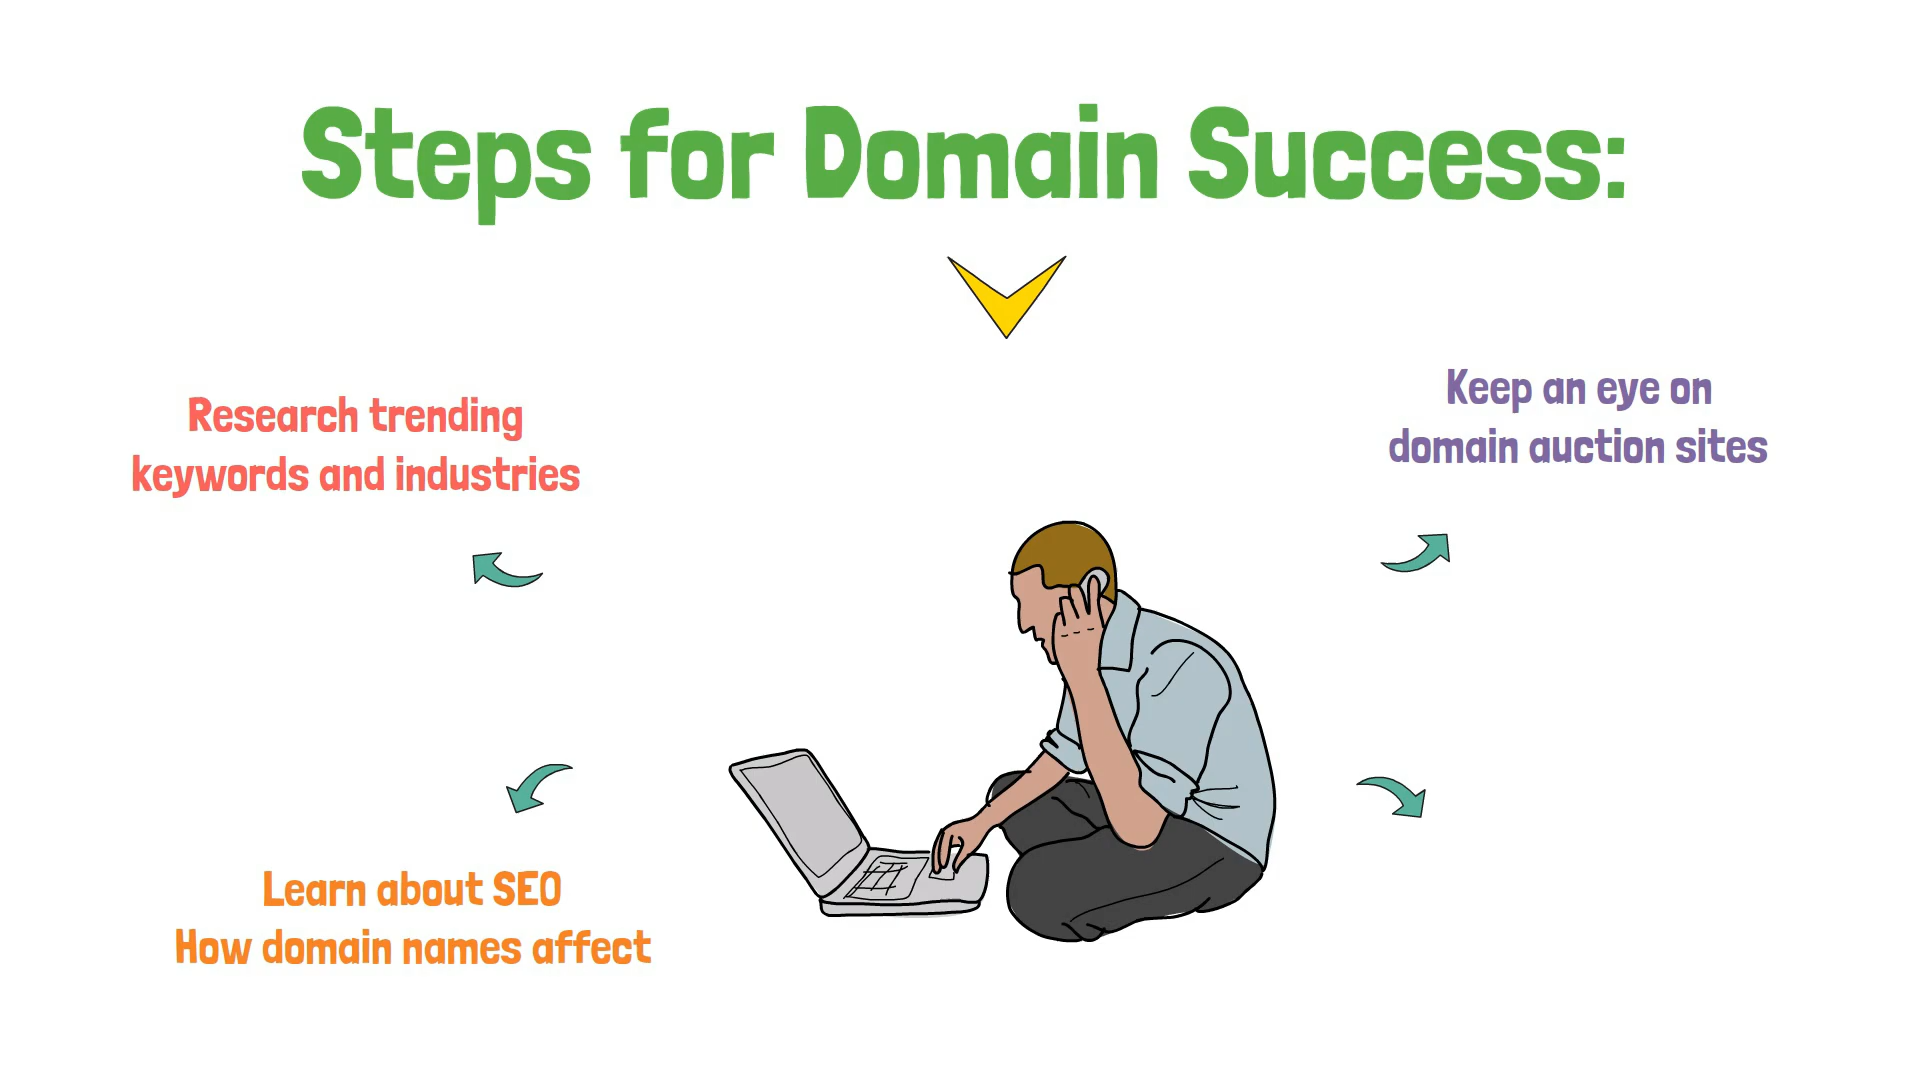 Steps for Domain Success:
Research trending
keywords and industries
Keep an eye on
domain auction sites
Learn about SEO
How domain names affect